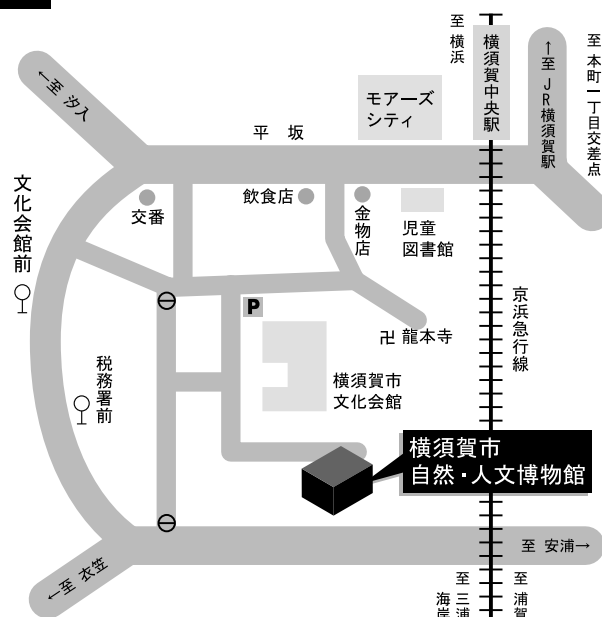 至 横浜
横須賀中央駅
↑至 JR横須賀駅
至 本町一丁目交差点
←至 汐入
モアーズ
シティ
平 坂
文化会館前
交番
飲食店
金物店
児童
図書館
P
京浜急行線
卍 龍本寺
税務署前
横須賀市
文化会館
横須賀市
自然・人文博物館
至 安浦→
←至 衣笠
至 三浦
海岸
至 浦賀